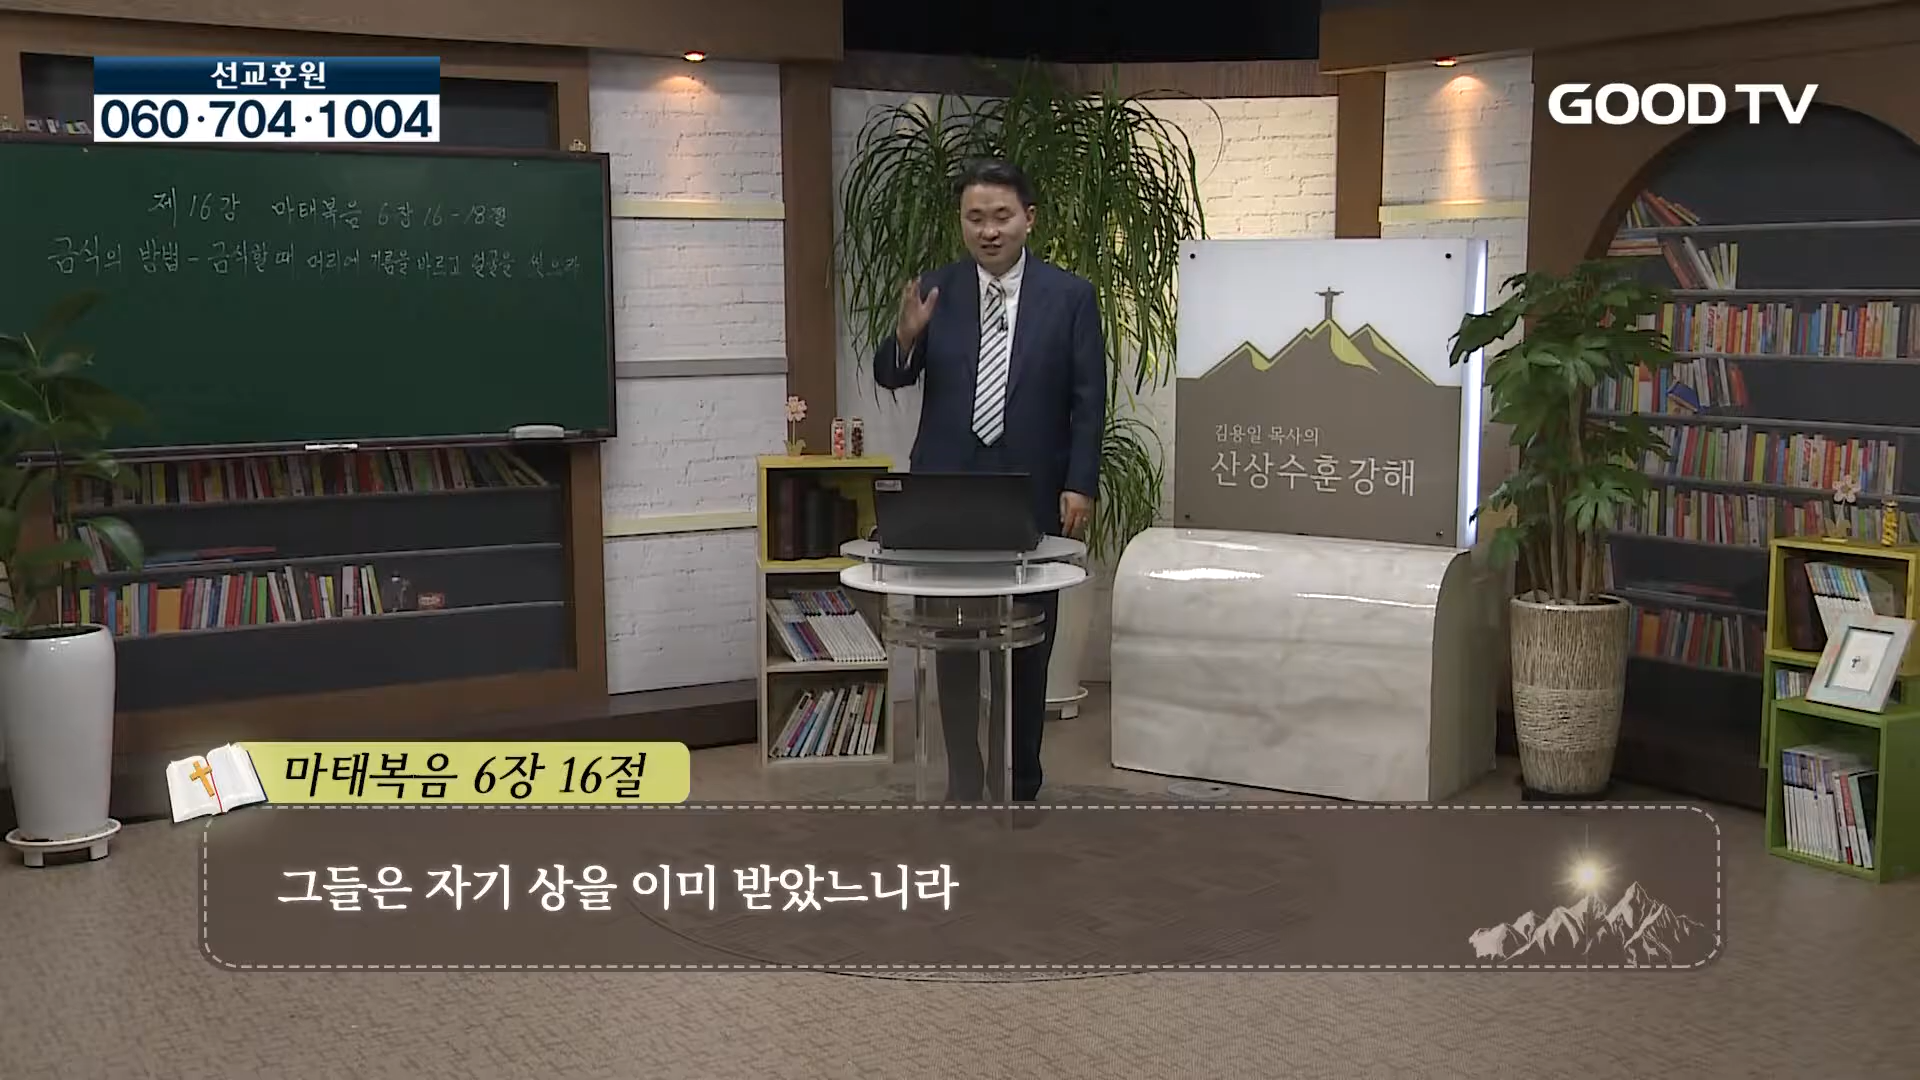 선교후원
060·704·1004
GOOD TV
제 16강 마태복음 6장 16-18절
금식의 방법 - 금식할 때 머리에 기름을 바르고 얼굴을 씻으라
김용일 목사의
산상수훈강해
마태복음 6장 16절
그들은 자기 상을 이미 받았느니라